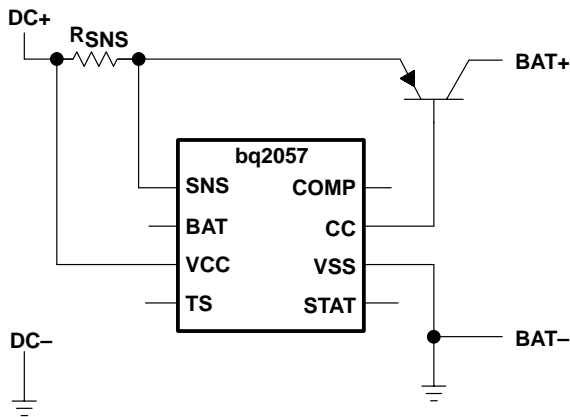 DC+
RSNS
BAT+
bq2057
SNS
COMP
BAT
CC
VCC
VSS
TS
STAT
DC–
BAT–